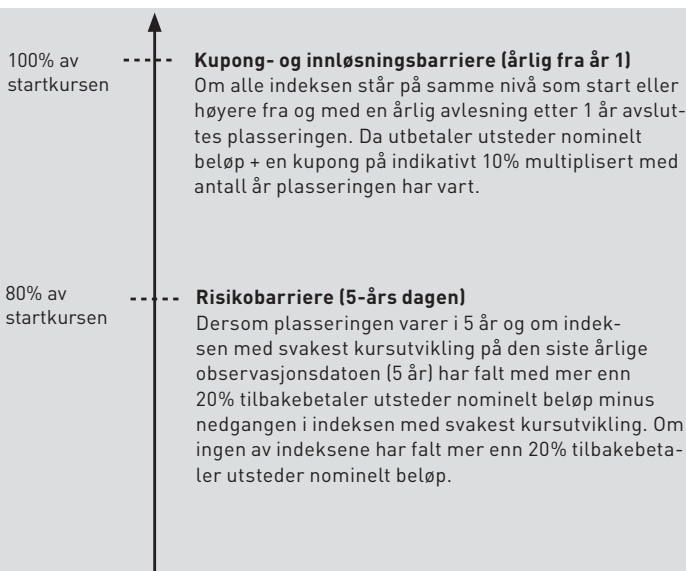 100% av
startkursen
Kupong- og innløsningsbarriere (årlig fra år 1)
Om alle indeksen står på samme nivå som start eller
høyere fra og med en årlig avlesning etter 1 år avslut-
tes plasseringen. Da utbetaler utsteder nominelt
beløp + en kupong på indikativt 10% multiplisert med
antall år plasseringen har vart.
80% av
startkursen
Risikobarriere (5-års dagen)
Dersom plasseringen varer i 5 år og om indek-
sen med svakest kursutvikling på den siste årlige
observasjonsdatoen (5 år) har falt med mer enn
20% tilbakebetaler utsteder nominelt beløp minus
nedgangen i indeksen med svakest kursutvikling. Om
ingen av indeksene har falt mer enn 20% tilbakebeta-
ler utsteder nominelt beløp.